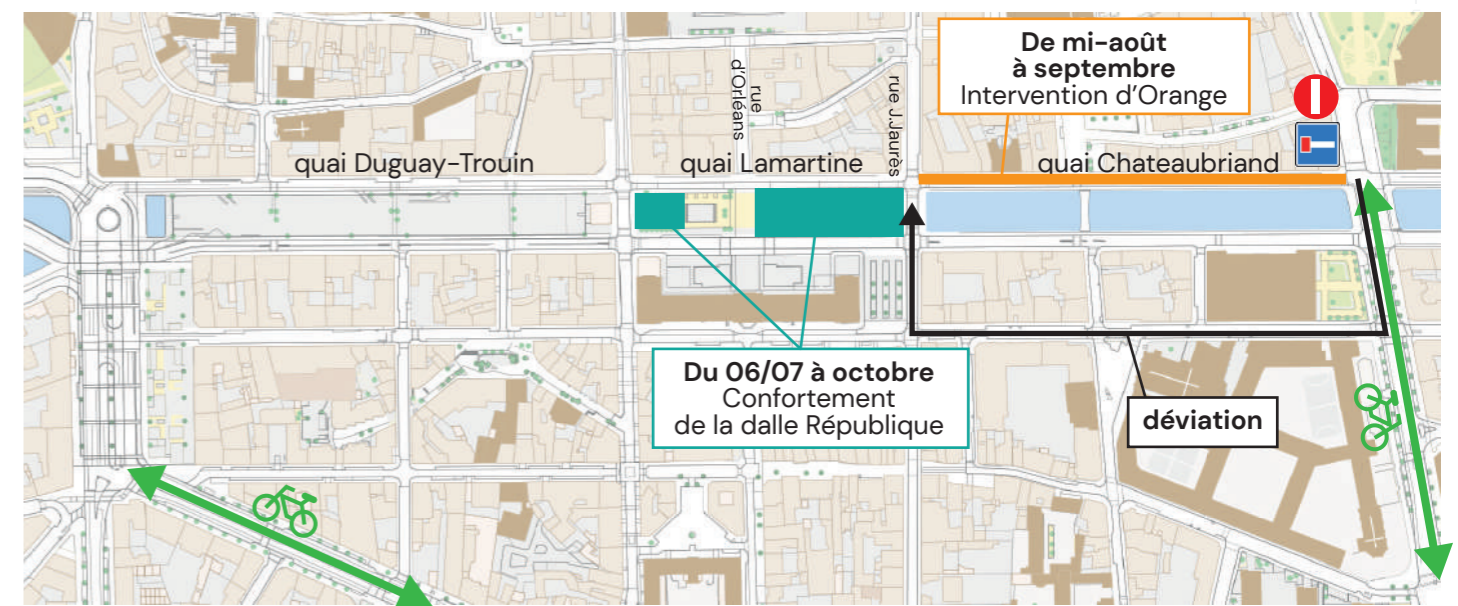 De mi-août
à septembre
Intervention d'Orange
rue
d'Orléans
rue J.Jaurès
quai Duguay-Trouin
quai Lamartine
quai Chateaubriand
Du 06/07 à octobre
Confortement
de la dalle République
déviation